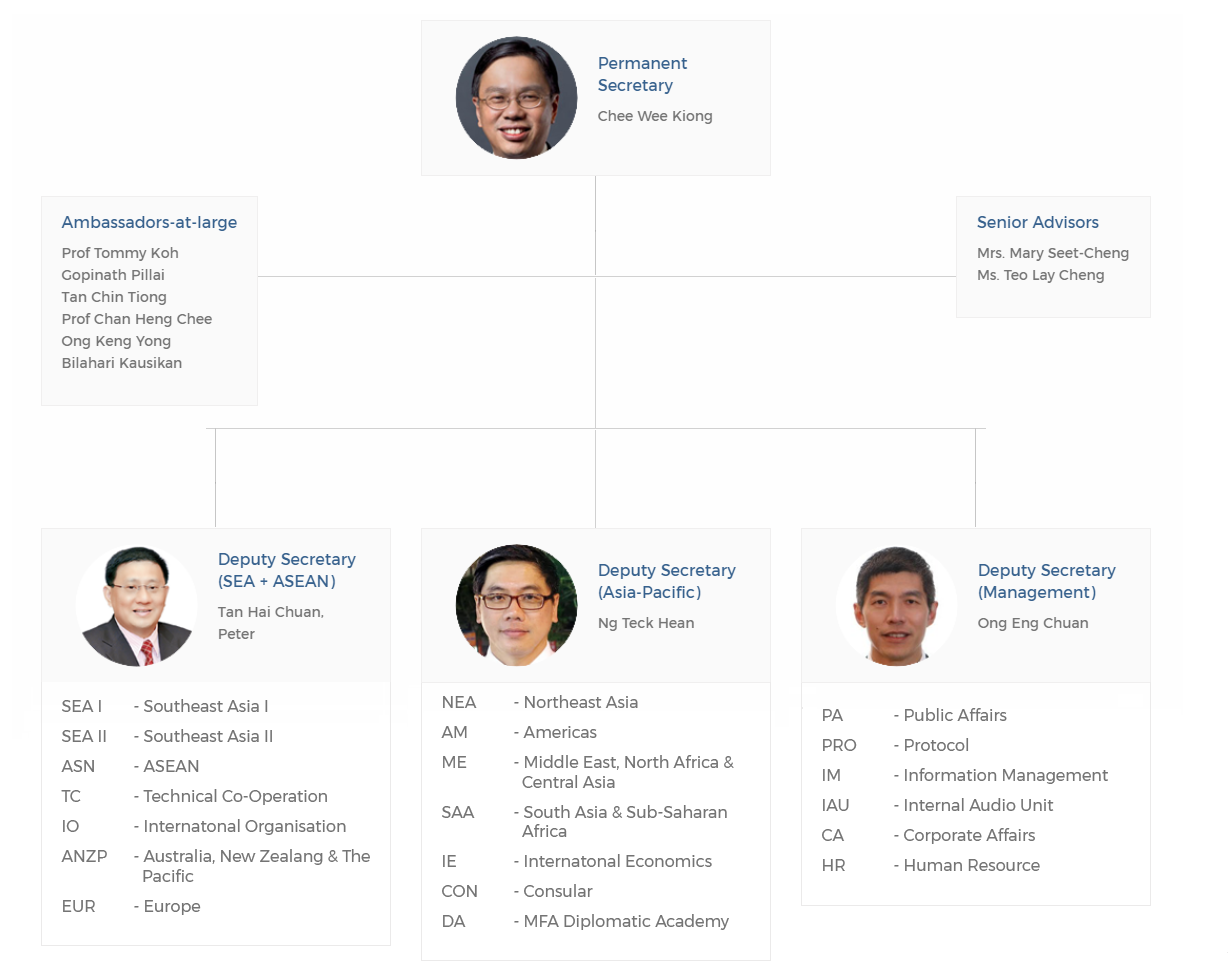 Permanent
Secretary
Chee Wee Kiong
Ambassadors-at-large
Prof Tommy Koh
Gopinath Pillai
Tan Chin Tiong
Prof Chan Heng Chee
Ong Keng Yong
Bilahari Kausikan
Senior Advisors
Mrs. Mary Seet-Cheng
Ms. Teo Lay Cheng
Deputy Secretary
(SEA + ASEAN)
Tan Hai Chuan,
Peter
SEA I - Southeast Asia I
SEA II - Southeast Asia II
ASN - ASEAN
TC - Technical Co-Operation
IO - Internatonal Organisation
ANZP - Australia, New Zealang & The
Pacific
EUR - Europe
Deputy Secretary
(Asia-Pacific)
Ng Teck Hean
NEA - Northeast Asia
AM - Americas
ME - Middle East, North Africa &
Central Asia
SAA - South Asia & Sub-Saharan
Africa
IE - Internatonal Economics
CON - Consular
DA - MFA Diplomatic Academy
Deputy Secretary
(Management)
Ong Eng Chuan
PA - Public Affairs
PRO - Protocol
IM - Information Management
IAU - Internal Audio Unit
CA - Corporate Affairs
HR - Human Resource